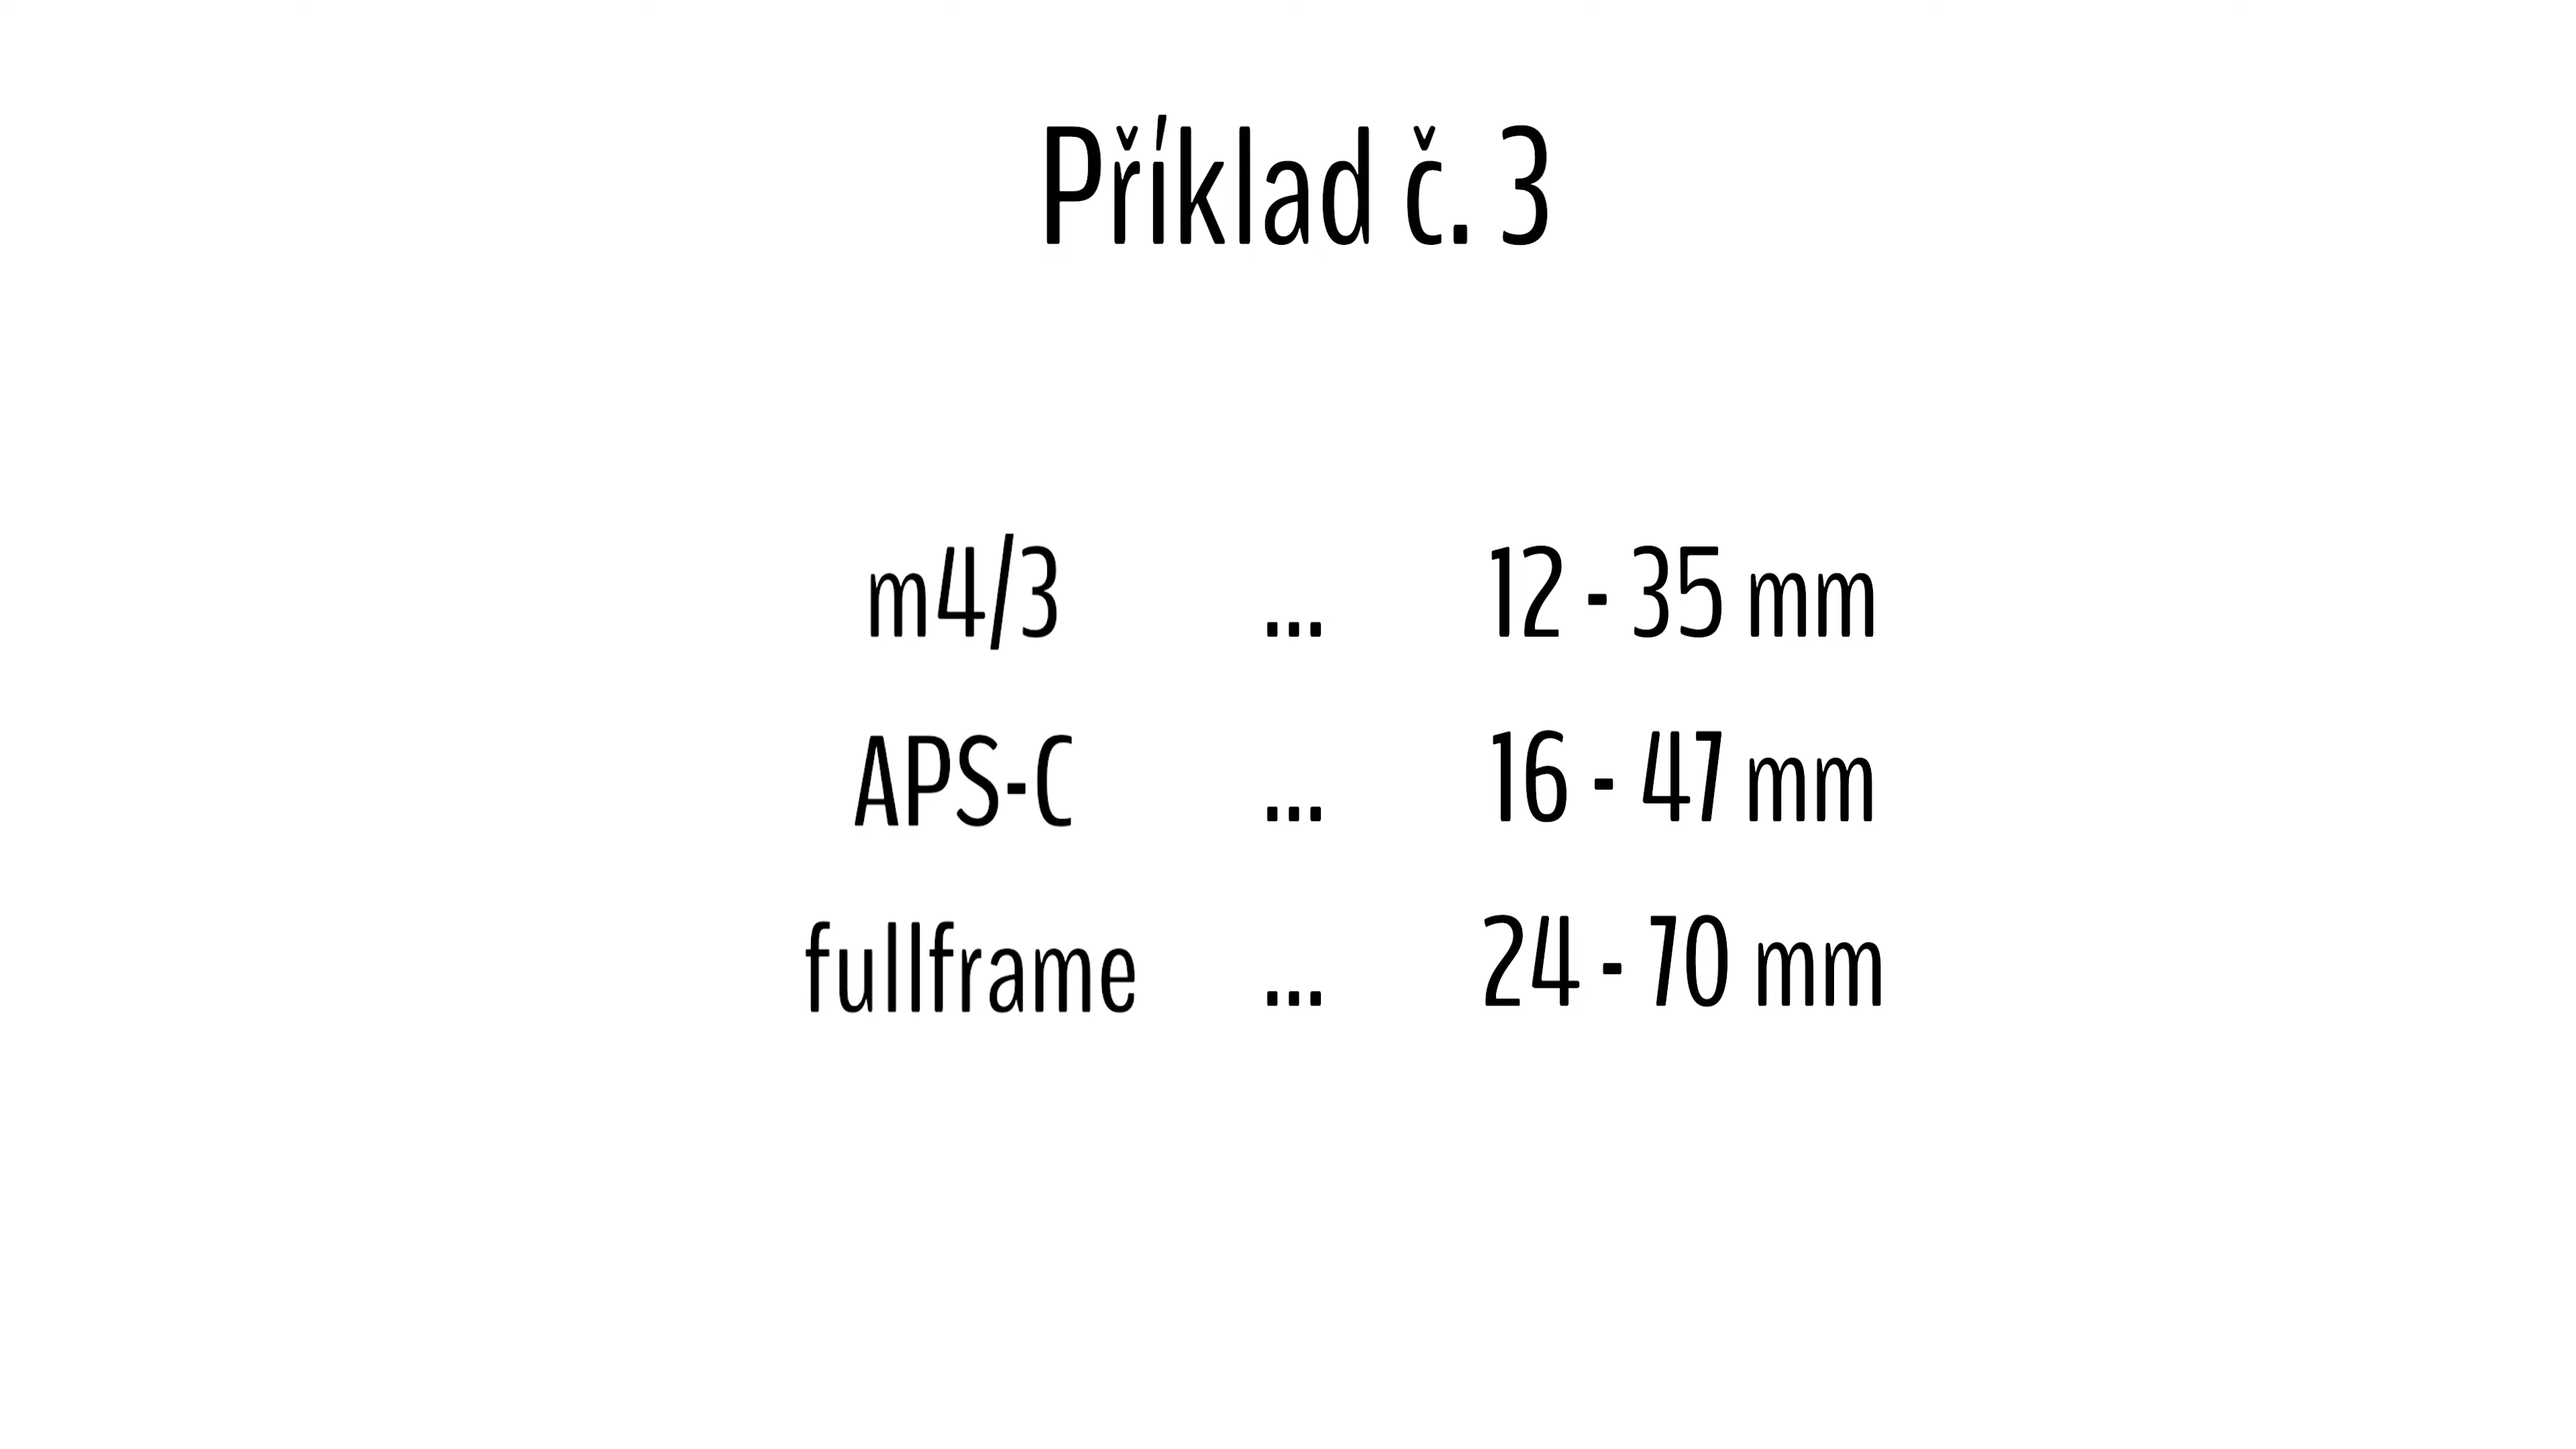 Příklad č. 3
m4/3 ... 12 - 35 mm
APS-C ... 16 - 47 mm
fullframe ... 24 - 70 mm